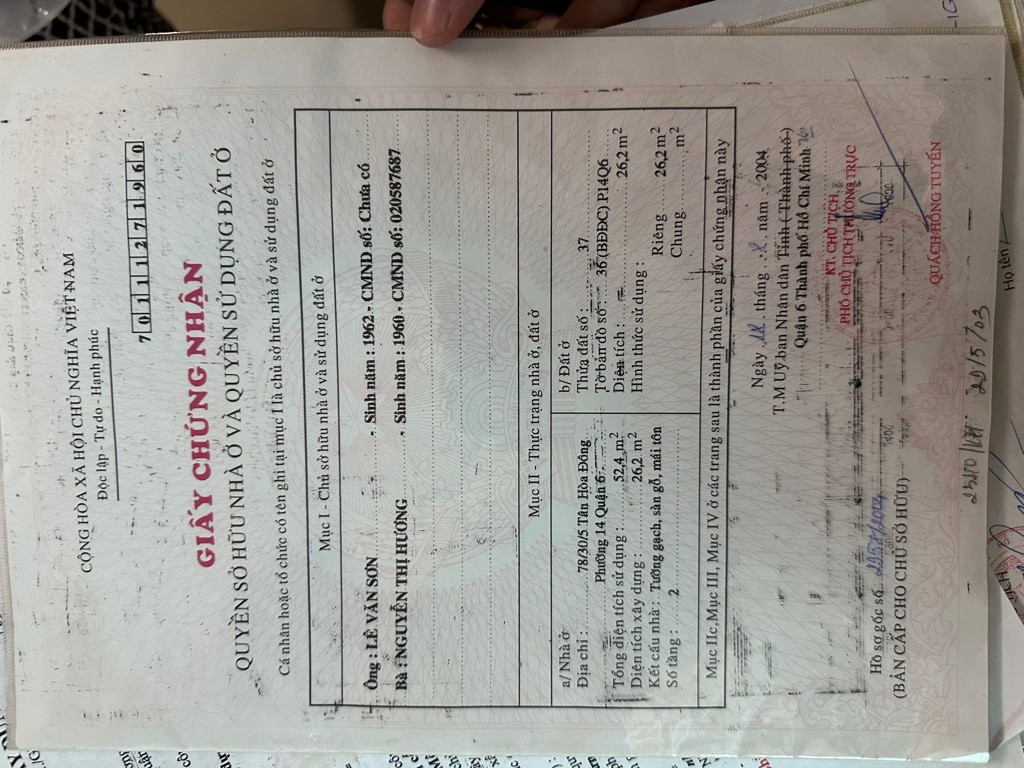 CỘNG HÒA XÃ HỘI CHỦ NGHĨA VIỆT NAM
Độc lập - Tự do - Hạnh phúc
7 0 1 1 1 2 7 1 1 9 6 0
GIẤY CHỨNG NHẬN
QUYỀN SỞ HỮU NHÀ Ở VÀ QUYỀN SỬ DỤNG ĐẤT Ở
Cá nhân hoặc tổ chức có tên ghi tại mục I là chủ sở hữu nhà ở và sử dụng đất ở
Mục I - Chủ sở hữu nhà ở và sử dụng đất ở
Ông : LÊ VĂN SƠN . Sinh năm : 1962 - CMND số: Chưa có
Bà : NGUYỄN THỊ HƯƠNG . Sinh năm : 1960 - CMND số: 020587687
Mục II - Thực trạng nhà ở, đất ở
a/ Nhà ở
Địa chỉ : 78/30/5 Tân Hòa Đông
Phường 14 Quận 6
Tổng diện tích sử dụng : 52,4 m²
Diện tích xây dựng : 26,2 m²
Kết cấu nhà : Tường gạch, sàn gỗ, mái tôn
Số tầng : 2
b/ Đất ở
Thửa đất số : 37
Tờ bản đồ số : 36 (BĐĐC) P14Q6
Diện tích : 26,2 m²
Hình thức sử dụng :
Riêng : 26,2 m²
Chung : m²
Mục IIc, Mục III, Mục IV ở các trang sau là thành phần của giấy chứng nhận này
Ngày tháng năm 2004
T.M Uỷ ban Nhân dân Tỉnh ( Thành phố )
Quận 6 Thành phố Hồ Chí Minh
KT. CHỦ TỊCH
PHÓ CHỦ TỊCH THƯỜNG TRỰC
QUÁCH HỒNG TUYẾN
Hồ sơ gốc số
(BẢN CẤP CHO CHỦ SỞ HỮU)
20/5/03
HỌ TÊN